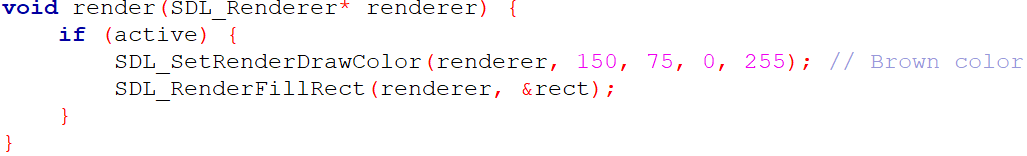 void render(SDL_Renderer* renderer) {
    if (active) {
        SDL_SetRenderDrawColor(renderer, 150, 75, 0, 255); // Brown color
        SDL_RenderFillRect(renderer, &rect);
    }
}